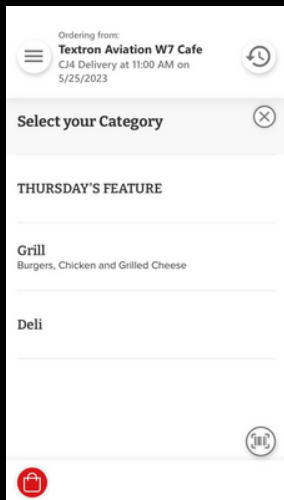 Ordering from:
Textron Aviation W7 Cafe
CJ4 Delivery at 11:00 AM on
5/25/2023
Select your Category
THURSDAY'S FEATURE
Grill
Burgers, Chicken and Grilled Cheese
Deli